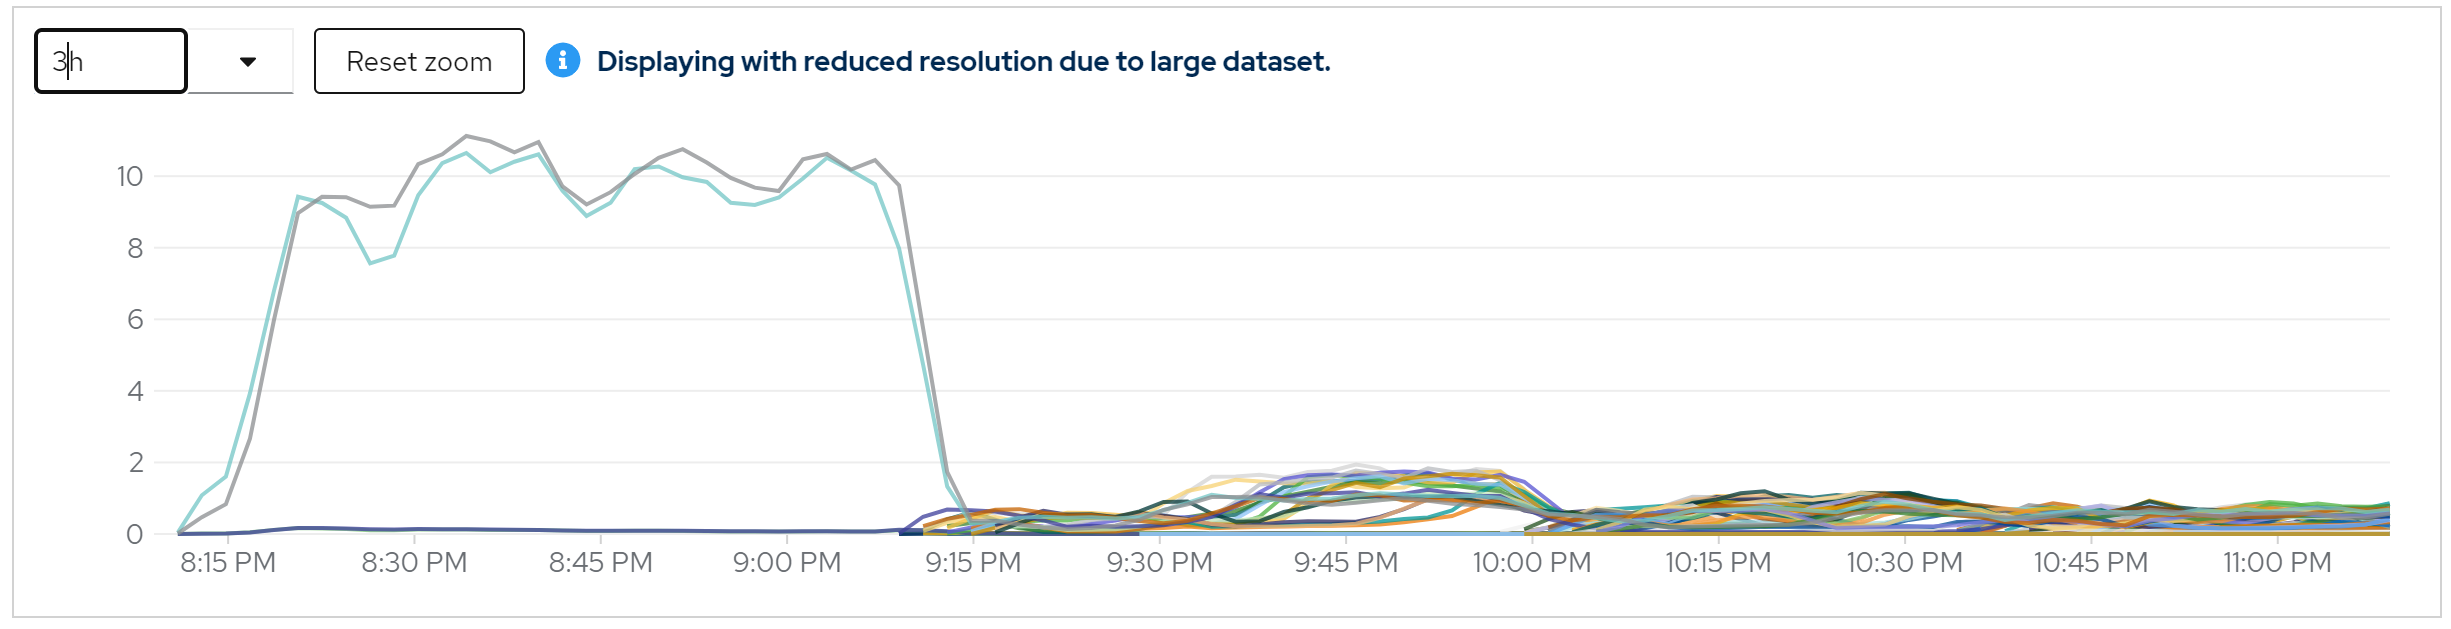 3h
Reset zoom
Displaying with reduced resolution due to large dataset.
10
8
6
4
2
0
8:15 PM 8:30 PM 8:45 PM 9:00 PM 9:15 PM 9:30 PM 9:45 PM 10:00 PM 10:15 PM 10:30 PM 10:45 PM 11:00 PM